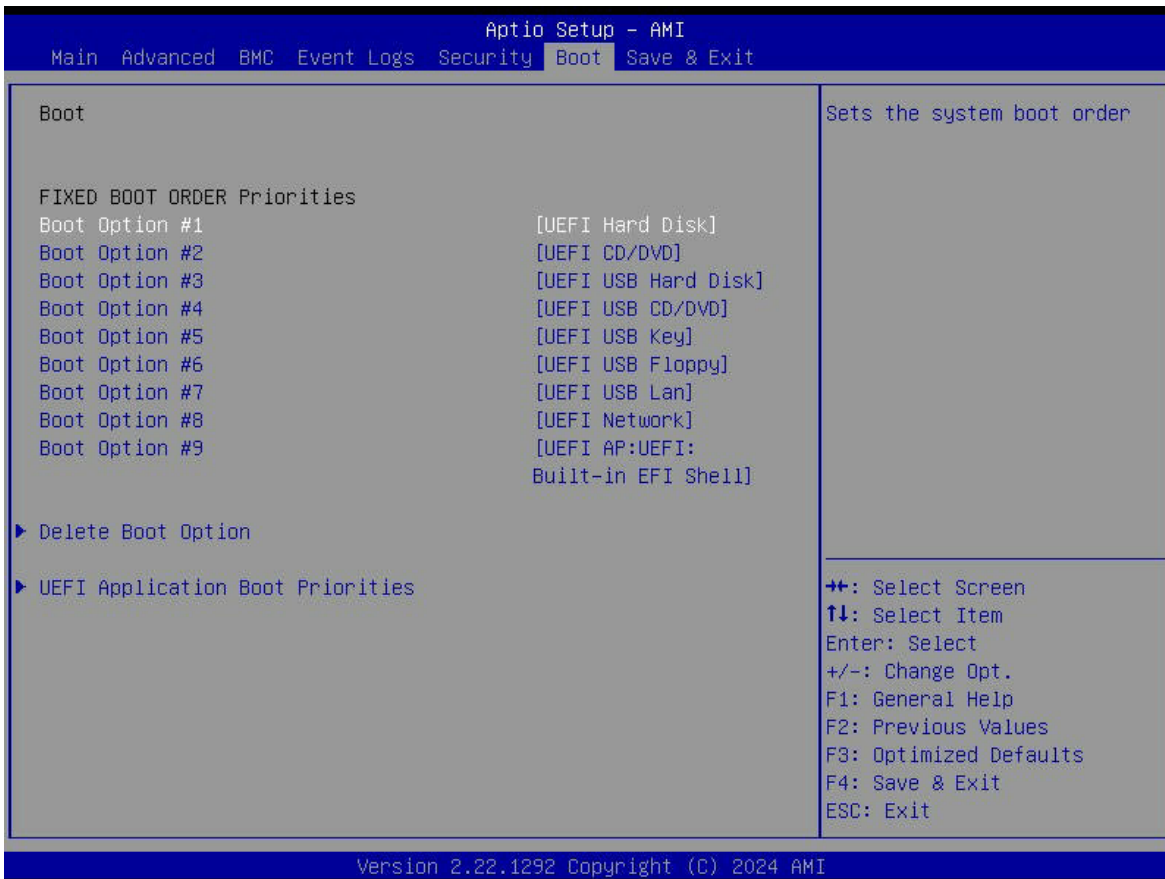 Aptio Setup – AMI
Main Advanced BMC Event Logs Security Boot Save & Exit
Boot
Sets the system boot order
FIXED BOOT ORDER Priorities
Boot Option #1 [UEFI Hard Disk]
Boot Option #2 [UEFI CD/DVD]
Boot Option #3 [UEFI USB Hard Disk]
Boot Option #4 [UEFI USB CD/DVD]
Boot Option #5 [UEFI USB Key]
Boot Option #6 [UEFI USB Floppy]
Boot Option #7 [UEFI USB Lan]
Boot Option #8 [UEFI Network]
Boot Option #9 [UEFI AP:UEFI:
Built-in EFI Shell]
Delete Boot Option
UEFI Application Boot Priorities
→←: Select Screen
↑↓: Select Item
Enter: Select
+/-: Change Opt.
F1: General Help
F2: Previous Values
F3: Optimized Defaults
F4: Save & Exit
ESC: Exit
Version 2.22.1292 Copyright (C) 2024 AMI